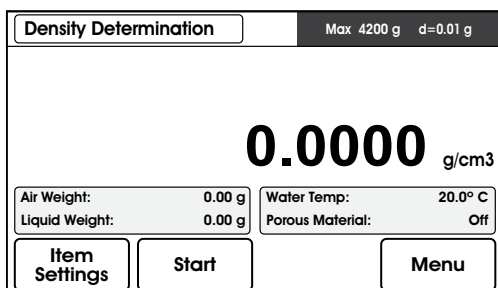 Density Determination Max 4200 g d=0.01 g
0.0000 g/cm3
Air Weight: 0.00 g Water Temp: 20.0° C
Liquid Weight: 0.00 g Porous Material: Off
Item Settings Start Menu